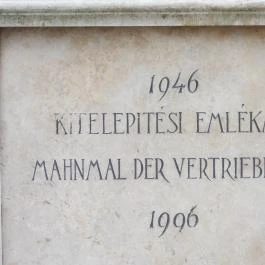 1946
KITELEPITÉSI EMLÉKA
MAHNMAL DER VERTRIEB
1996